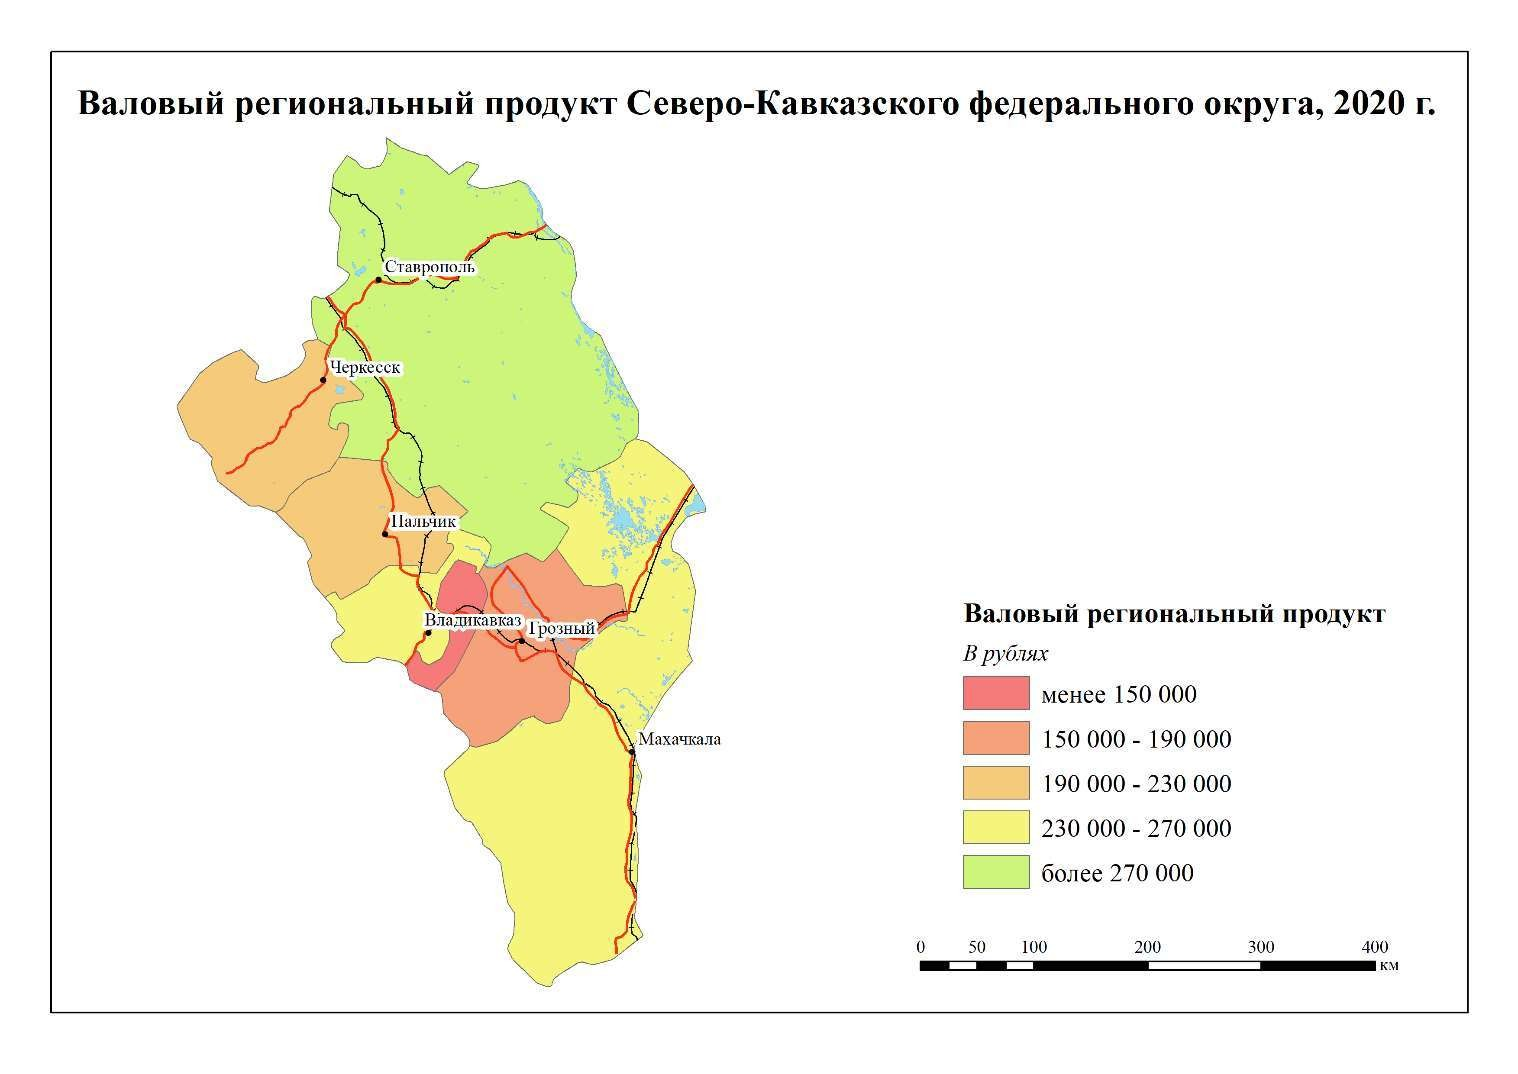 Валовый региональный продукт Северо-Кавказского федерального округа, 2020 г.
Ставрополь
Черкесск
Нальчик
Владикавказ
Грозный
Махачкала
Валовый региональный продукт
В рублях
менее 150 000
150 000 - 190 000
190 000 - 230 000
230 000 - 270 000
более 270 000
0 50 100 200 300 400
км